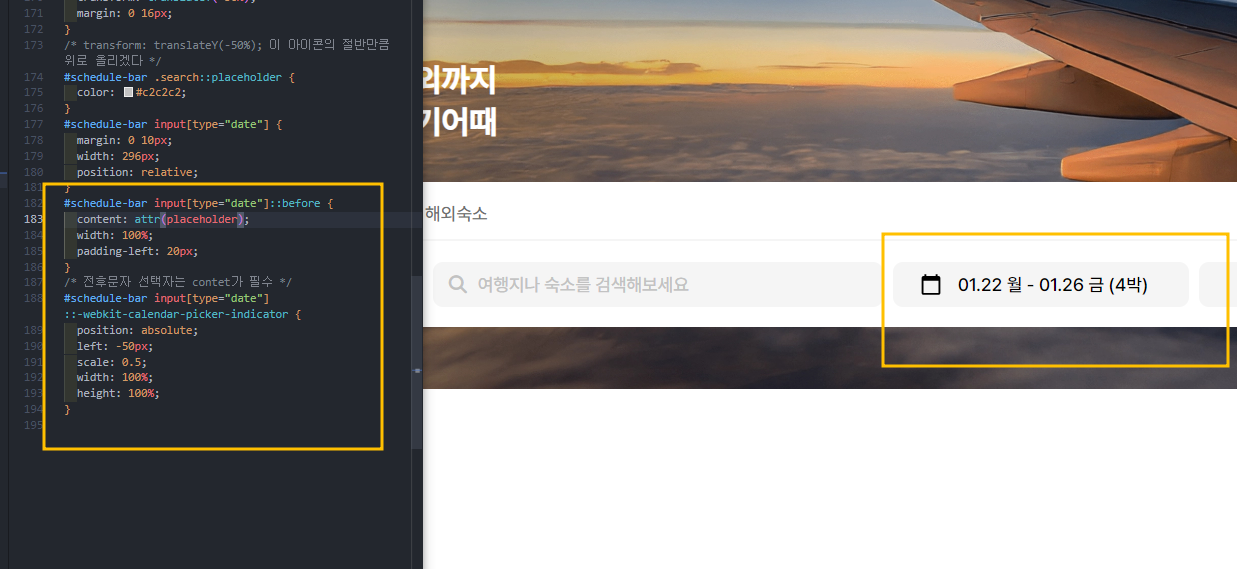 171 margin: 0 16px;
172 }
173 /* transform: translateY(-50%); 이 아이콘의 절반만큼
위로 올리겠다 */
174 #schedule-bar .search::placeholder {
175 color: #c2c2c2;
176 }
177 #schedule-bar input[type="date"] {
178 margin: 0 10px;
179 width: 296px;
180 position: relative;
181 }
182 #schedule-bar input[type="date"]::before {
183 content: attr(placeholder);
184 width: 100%;
185 padding-left: 20px;
186 }
187 /* 전후문자 선택자는 contet가 필수 */
188 #schedule-bar input[type="date"]
::-webkit-calendar-picker-indicator {
189 position: absolute;
190 left: -50px;
191 scale: 0.5;
192 width: 100%;
193 height: 100%;
194 }
195
외까지
기어때
해외숙소
여행지나 숙소를 검색해보세요
01.22 월 - 01.26 금 (4박)